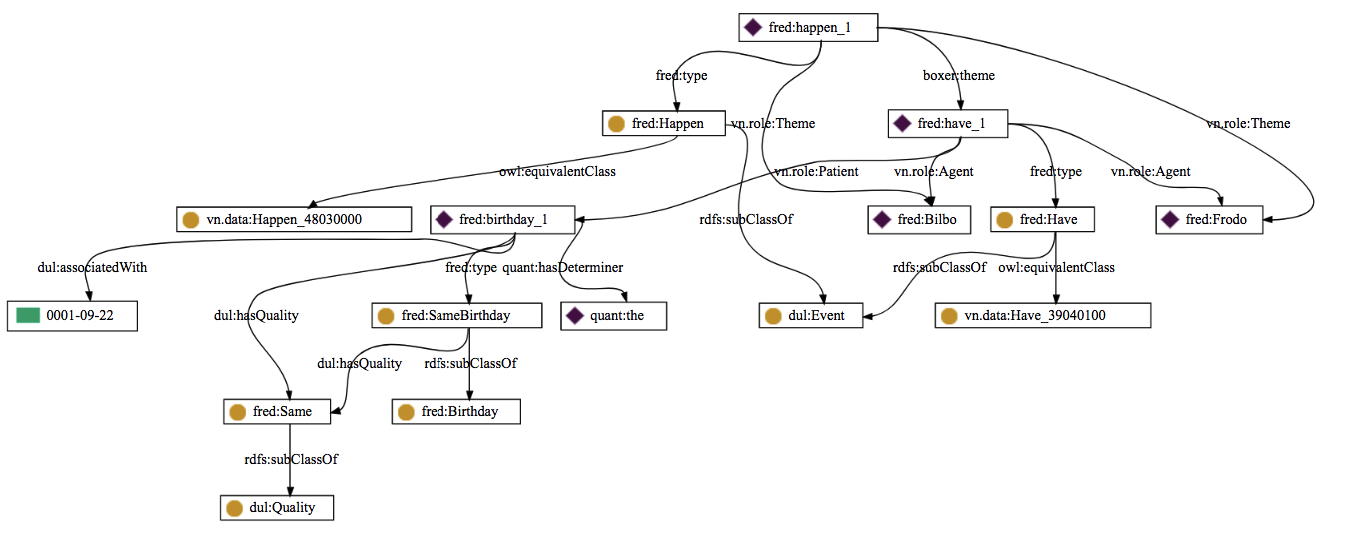 fred:happen_1
fred:type
boxer:theme
fred:Happen
vn.role:Theme
fred:have_1
vn.role:Theme
owl:equivalentClass
vn.role:Patient
vn.role:Agent
fred:type
vn.role:Agent
vn.data:Happen_48030000
fred:birthday_1
rdfs:subClassOf
fred:Bilbo
fred:Have
fred:Frodo
dul:associatedWith
fred:type
quant:hasDeterminer
rdfs:subClassOf
owl:equivalentClass
0001-09-22
dul:hasQuality
fred:SameBirthday
quant:the
dul:Event
vn.data:Have_39040100
dul:hasQuality
rdfs:subClassOf
fred:Same
fred:Birthday
rdfs:subClassOf
dul:Quality